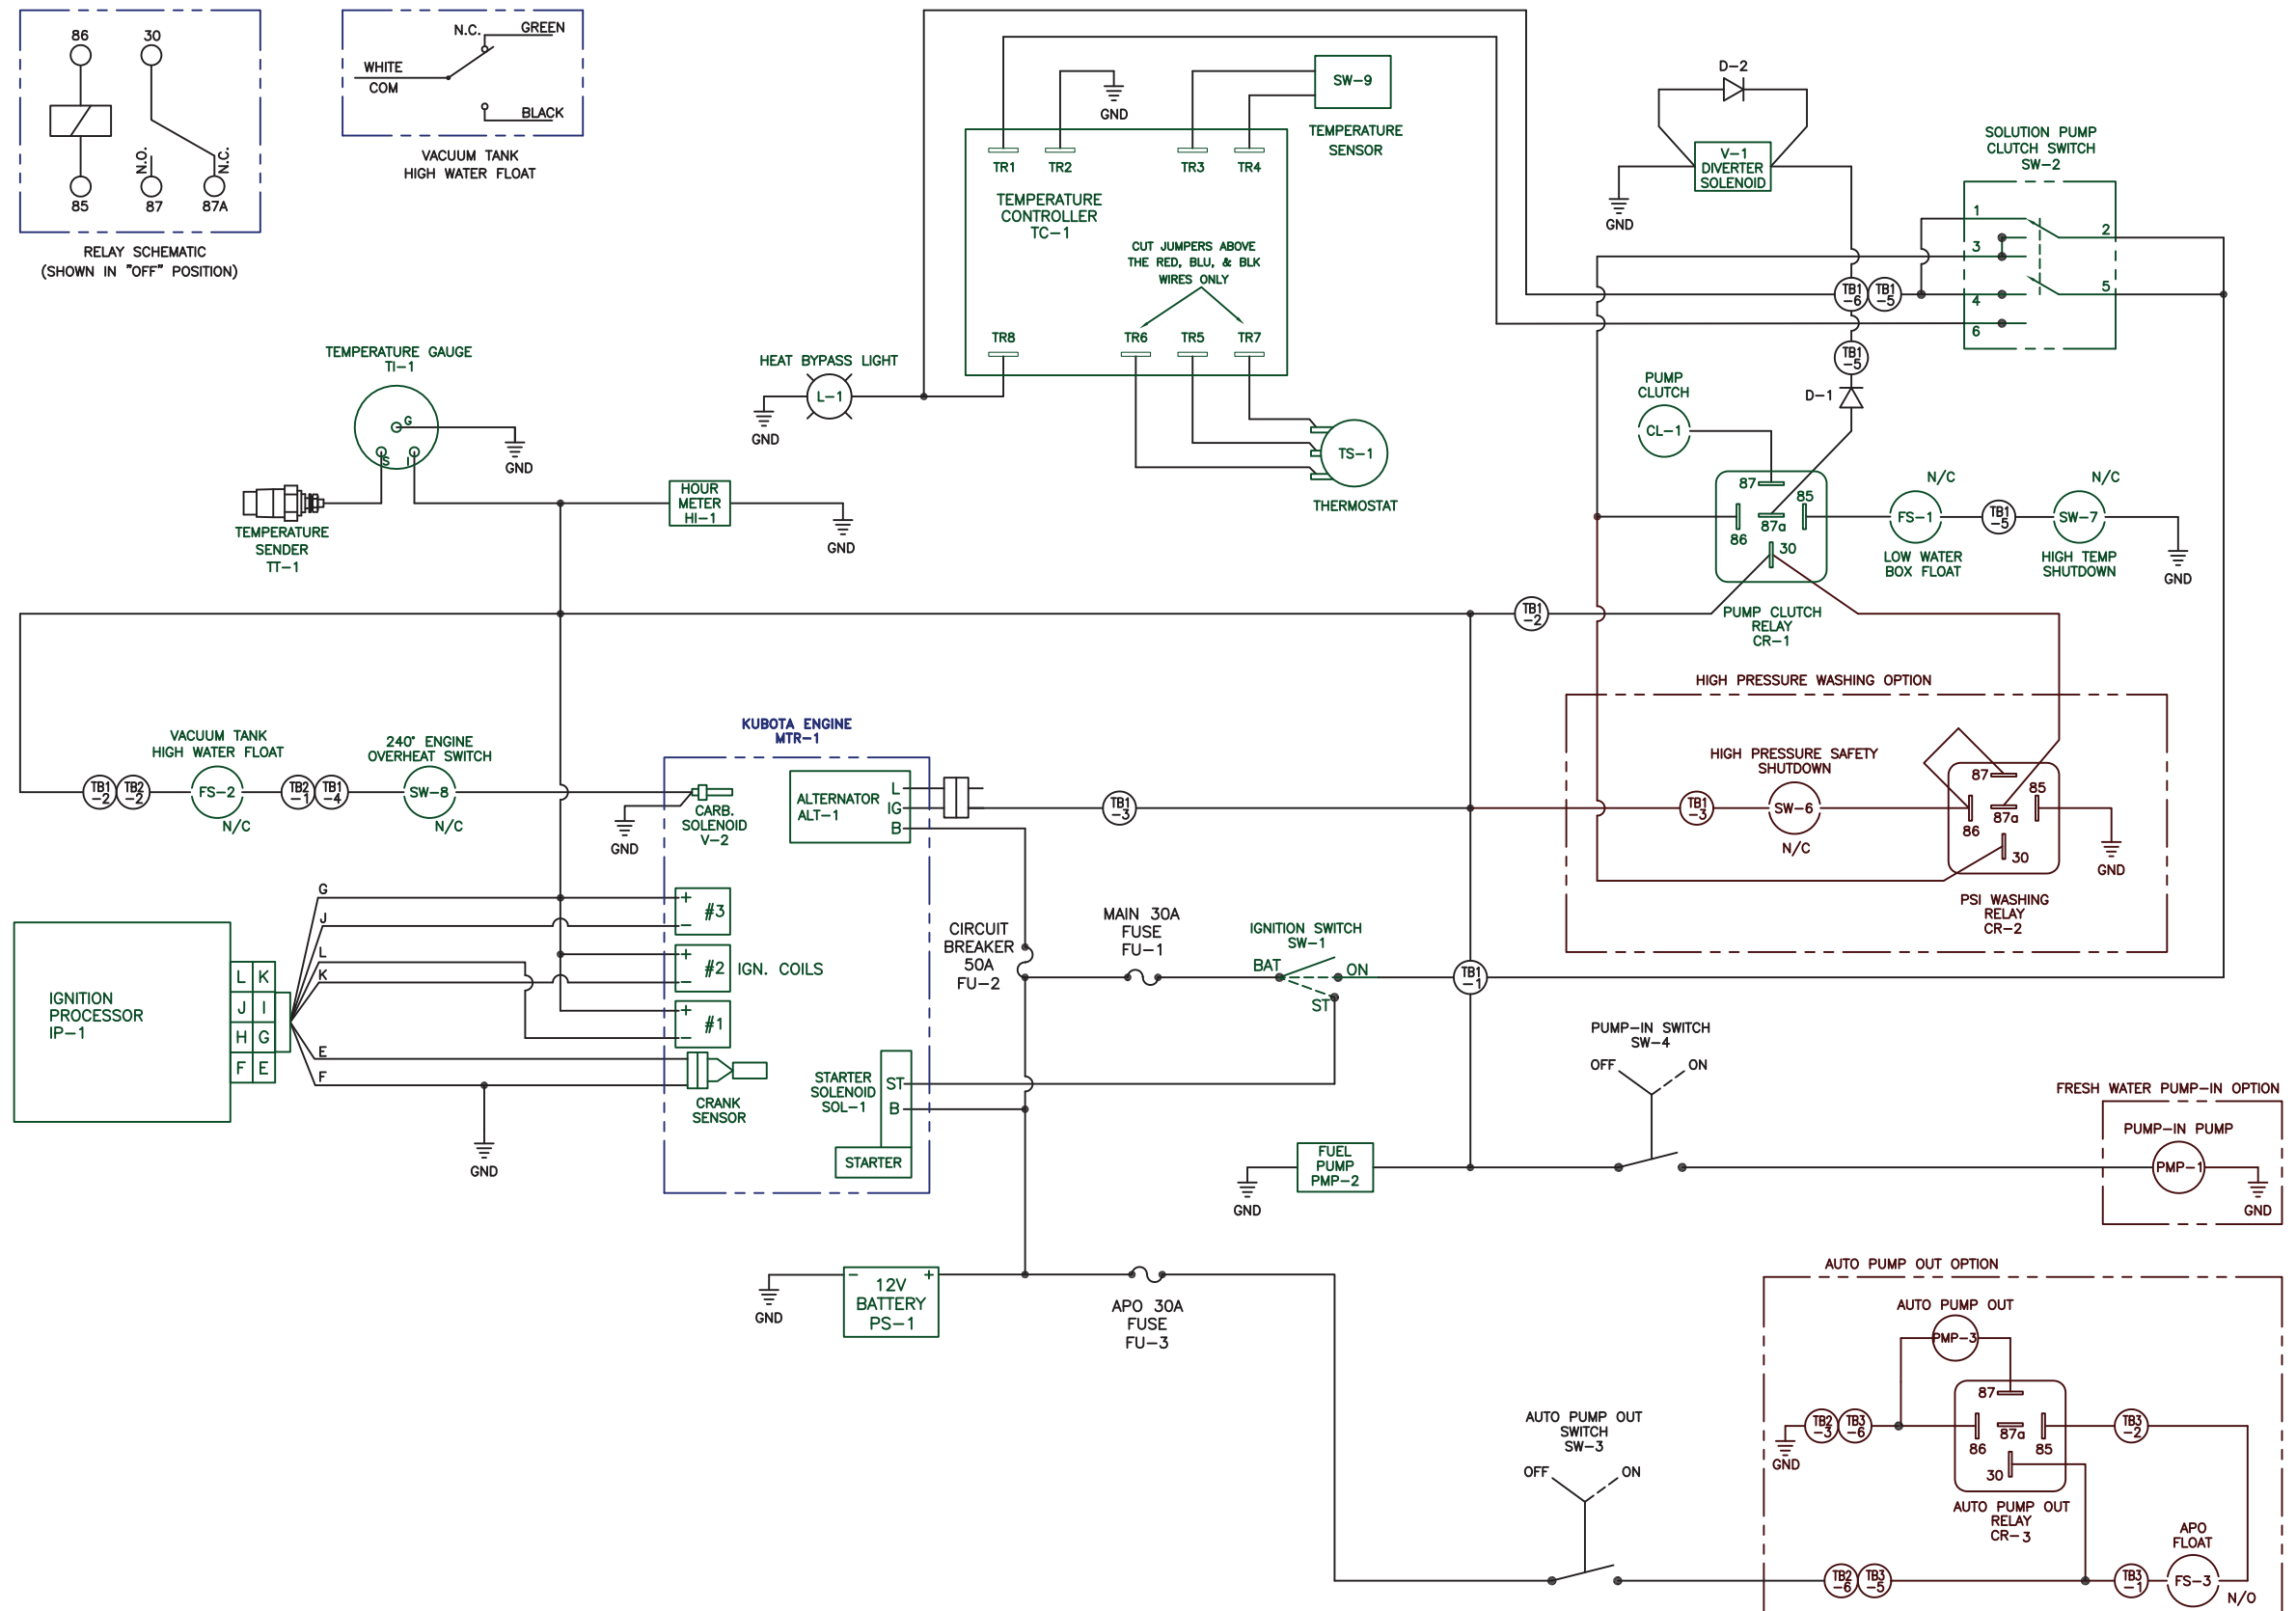 86
30
N.O.
N.C.
85
87
87A
RELAY SCHEMATIC
(SHOWN IN "OFF" POSITION)
N.C.
GREEN
WHITE
COM
BLACK
VACUUM TANK
HIGH WATER FLOAT
GND
SW-9
TEMPERATURE
SENSOR
TR1
TR2
TR3
TR4
TEMPERATURE
CONTROLLER
TC-1
CUT JUMPERS ABOVE
THE RED, BLU, & BLK
WIRES ONLY
TR8
TR6
TR5
TR7
HEAT BYPASS LIGHT
L-1
GND
TS-1
THERMOSTAT
D-2
V-1
DIVERTER
SOLENOID
GND
SOLUTION PUMP
CLUTCH SWITCH
SW-2
1
2
3
4
5
6
TB1
-6
TB1
-5
TB1
-5
D-1
PUMP
CLUTCH
CL-1
87
85
86
87a
30
N/C
FS-1
LOW WATER
BOX FLOAT
TB1
-5
N/C
SW-7
HIGH TEMP
SHUTDOWN
GND
PUMP CLUTCH
RELAY
CR-1
TB1
-2
TEMPERATURE GAUGE
TI-1
G
S
I
GND
TEMPERATURE
SENDER
TT-1
HOUR
METER
HI-1
GND
VACUUM TANK
HIGH WATER FLOAT
TB1
-2
TB2
-2
FS-2
N/C
TB2
-1
TB1
-4
240° ENGINE
OVERHEAT SWITCH
SW-8
N/C
GND
KUBOTA ENGINE
MTR-1
CARB.
SOLENOID
V-2
ALTERNATOR
ALT-1
L
IG
B
TB1
-3
HIGH PRESSURE WASHING OPTION
HIGH PRESSURE SAFETY
SHUTDOWN
TB1
-3
SW-6
N/C
87
85
86
87a
30
GND
PSI WASHING
RELAY
CR-2
IGNITION
PROCESSOR
IP-1
L K
J I
H G
F E
G
J
L
K
E
F
GND
+
#3
-
+
#2
-
IGN. COILS
+
#1
-
CRANK
SENSOR
STARTER
SOLENOID
SOL-1
ST
B
STARTER
CIRCUIT
BREAKER
50A
FU-2
MAIN 30A
FUSE
FU-1
IGNITION SWITCH
SW-1
BAT
ON
ST
TB1
-1
PUMP-IN SWITCH
SW-4
OFF
ON
FUEL
PUMP
PMP-2
GND
FRESH WATER PUMP-IN OPTION
PUMP-IN PUMP
PMP-1
GND
GND
- +
12V
BATTERY
PS-1
APO 30A
FUSE
FU-3
AUTO PUMP OUT
SWITCH
SW-3
OFF
ON
AUTO PUMP OUT OPTION
AUTO PUMP OUT
PMP-3
87
TB2
-3
TB3
-6
GND
86
87a
85
30
TB3
-2
AUTO PUMP OUT
RELAY
CR-3
APO
FLOAT
TB2
-6
TB3
-5
TB3
-1
FS-3
N/O